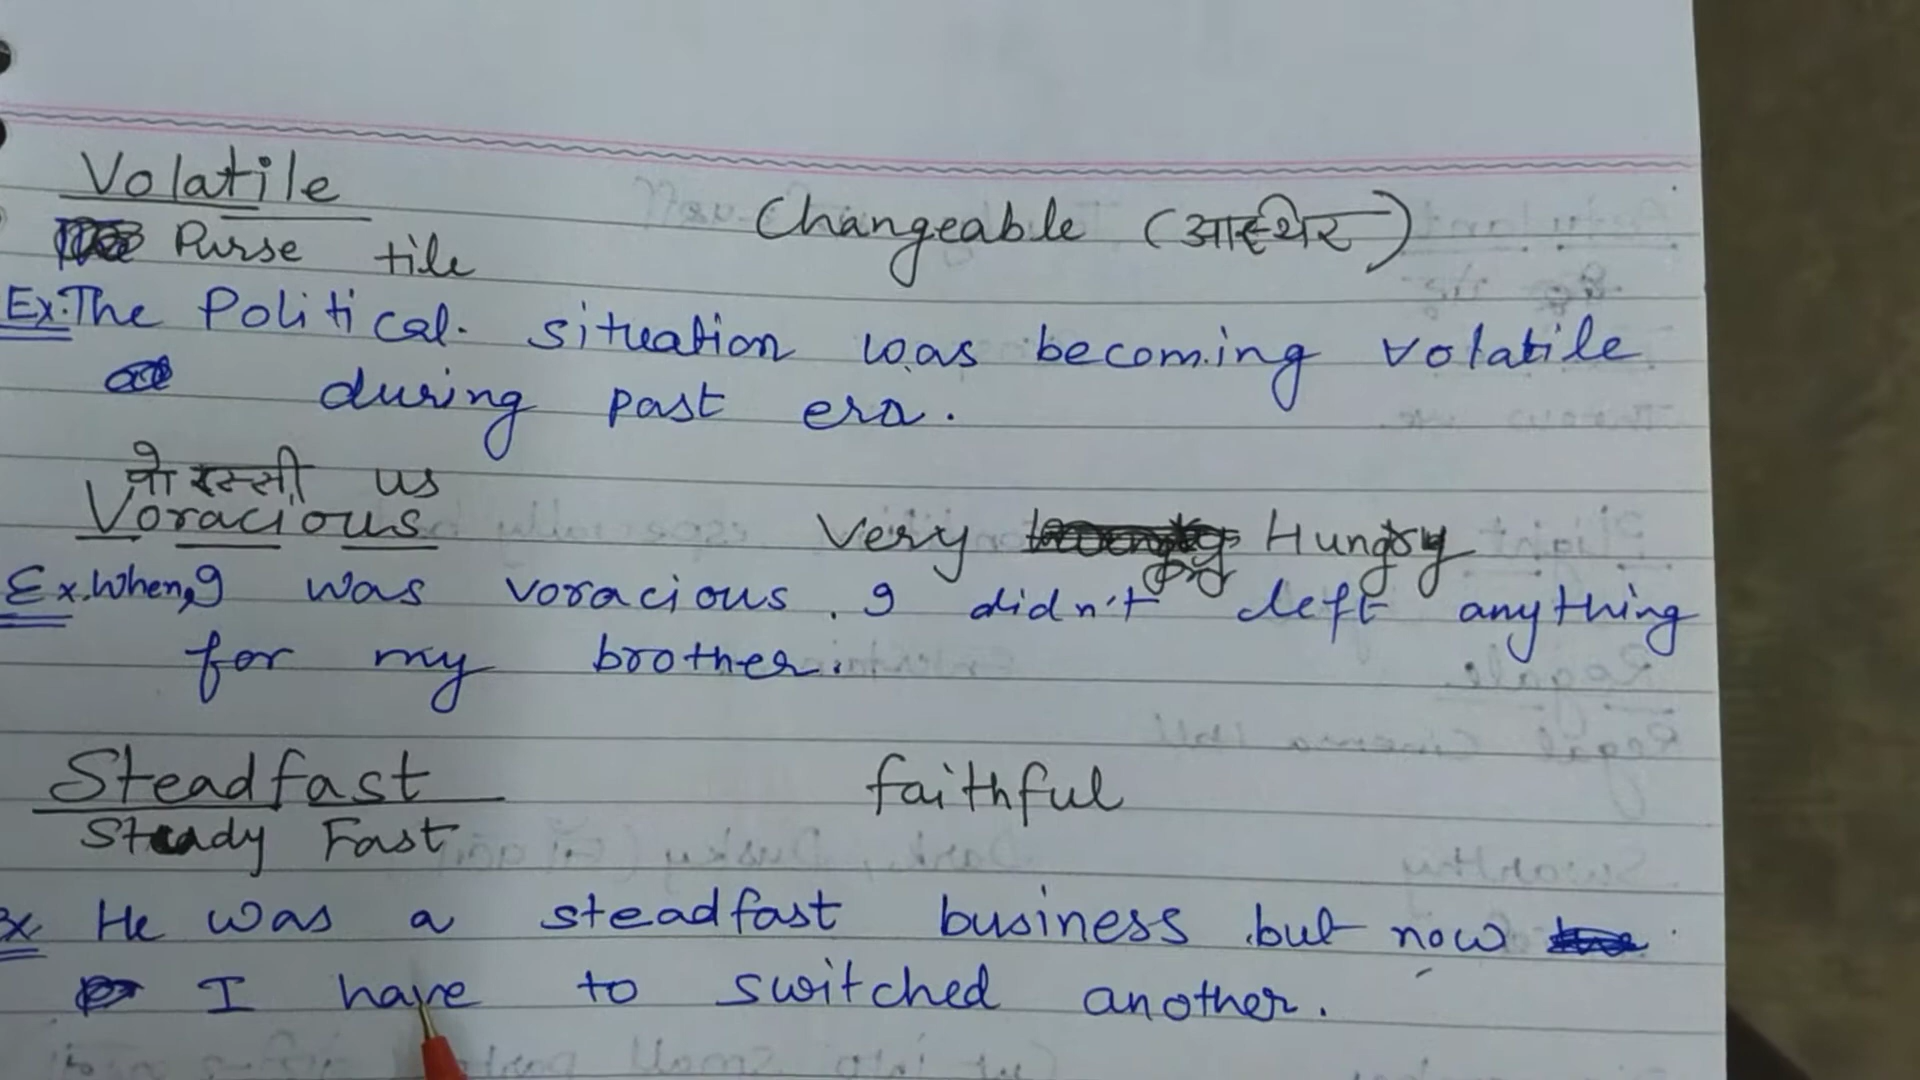 Volatile
Changeable (अस्थिर)
Purse tile
Ex. The Political situation was becoming volatile
during past era.
वो रस्सी us
Voracious Very Hungry
Ex. When, I was voracious. I didn't left anything
for my brother.
Steadfast faithful
Steady Fast
Ex He was a steadfast business but now
I have to switched another.